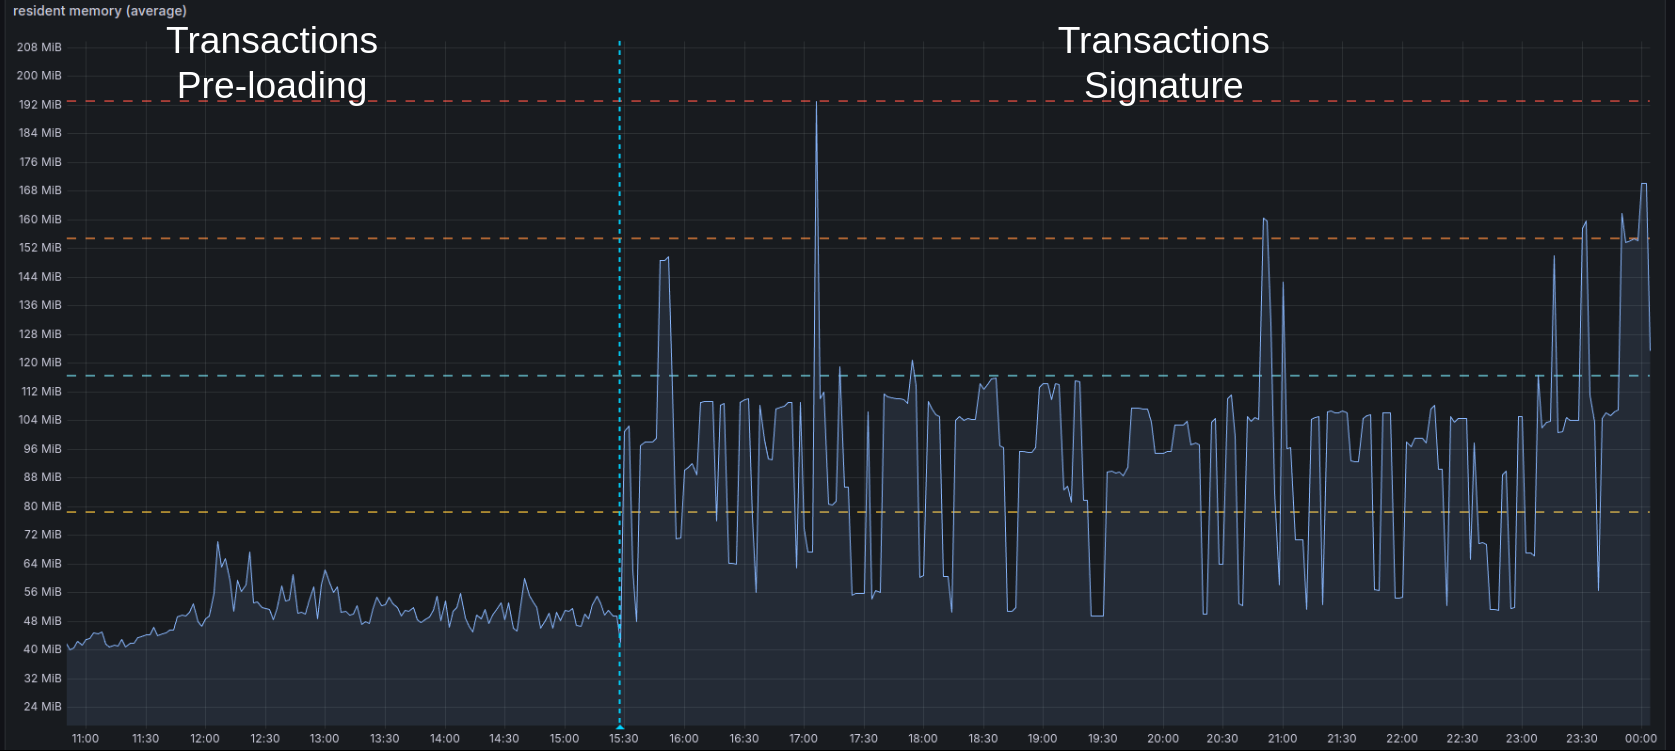 resident memory (average)
Transactions
Pre-loading
Transactions
Signature
208 MiB
200 MiB
192 MiB
184 MiB
176 MiB
168 MiB
160 MiB
152 MiB
144 MiB
136 MiB
128 MiB
120 MiB
112 MiB
104 MiB
96 MiB
88 MiB
80 MiB
72 MiB
64 MiB
56 MiB
48 MiB
40 MiB
32 MiB
24 MiB
11:00 11:30 12:00 12:30 13:00 13:30 14:00 14:30 15:00 15:30 16:00 16:30 17:00 17:30 18:00 18:30 19:00 19:30 20:00 20:30 21:00 21:30 22:00 22:30 23:00 23:30 00:00